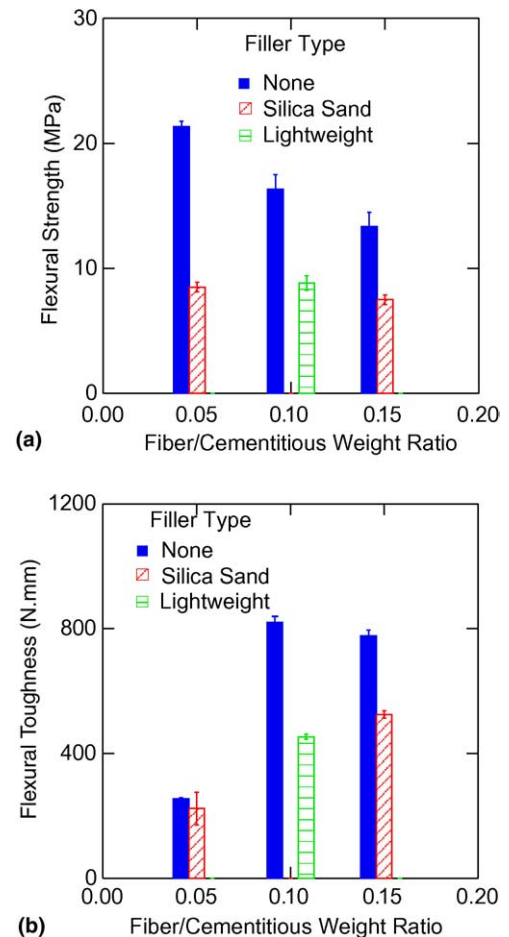 30
20
10
0
Flexural Strength (MPa)
Filler Type
None
Silica Sand
Lightweight
0.00 0.05 0.10 0.15 0.20
(a) Fiber/Cementitious Weight Ratio
1200
800
400
0
Flexural Toughness (N.mm)
Filler Type
None
Silica Sand
Lightweight
0.00 0.05 0.10 0.15 0.20
(b) Fiber/Cementitious Weight Ratio